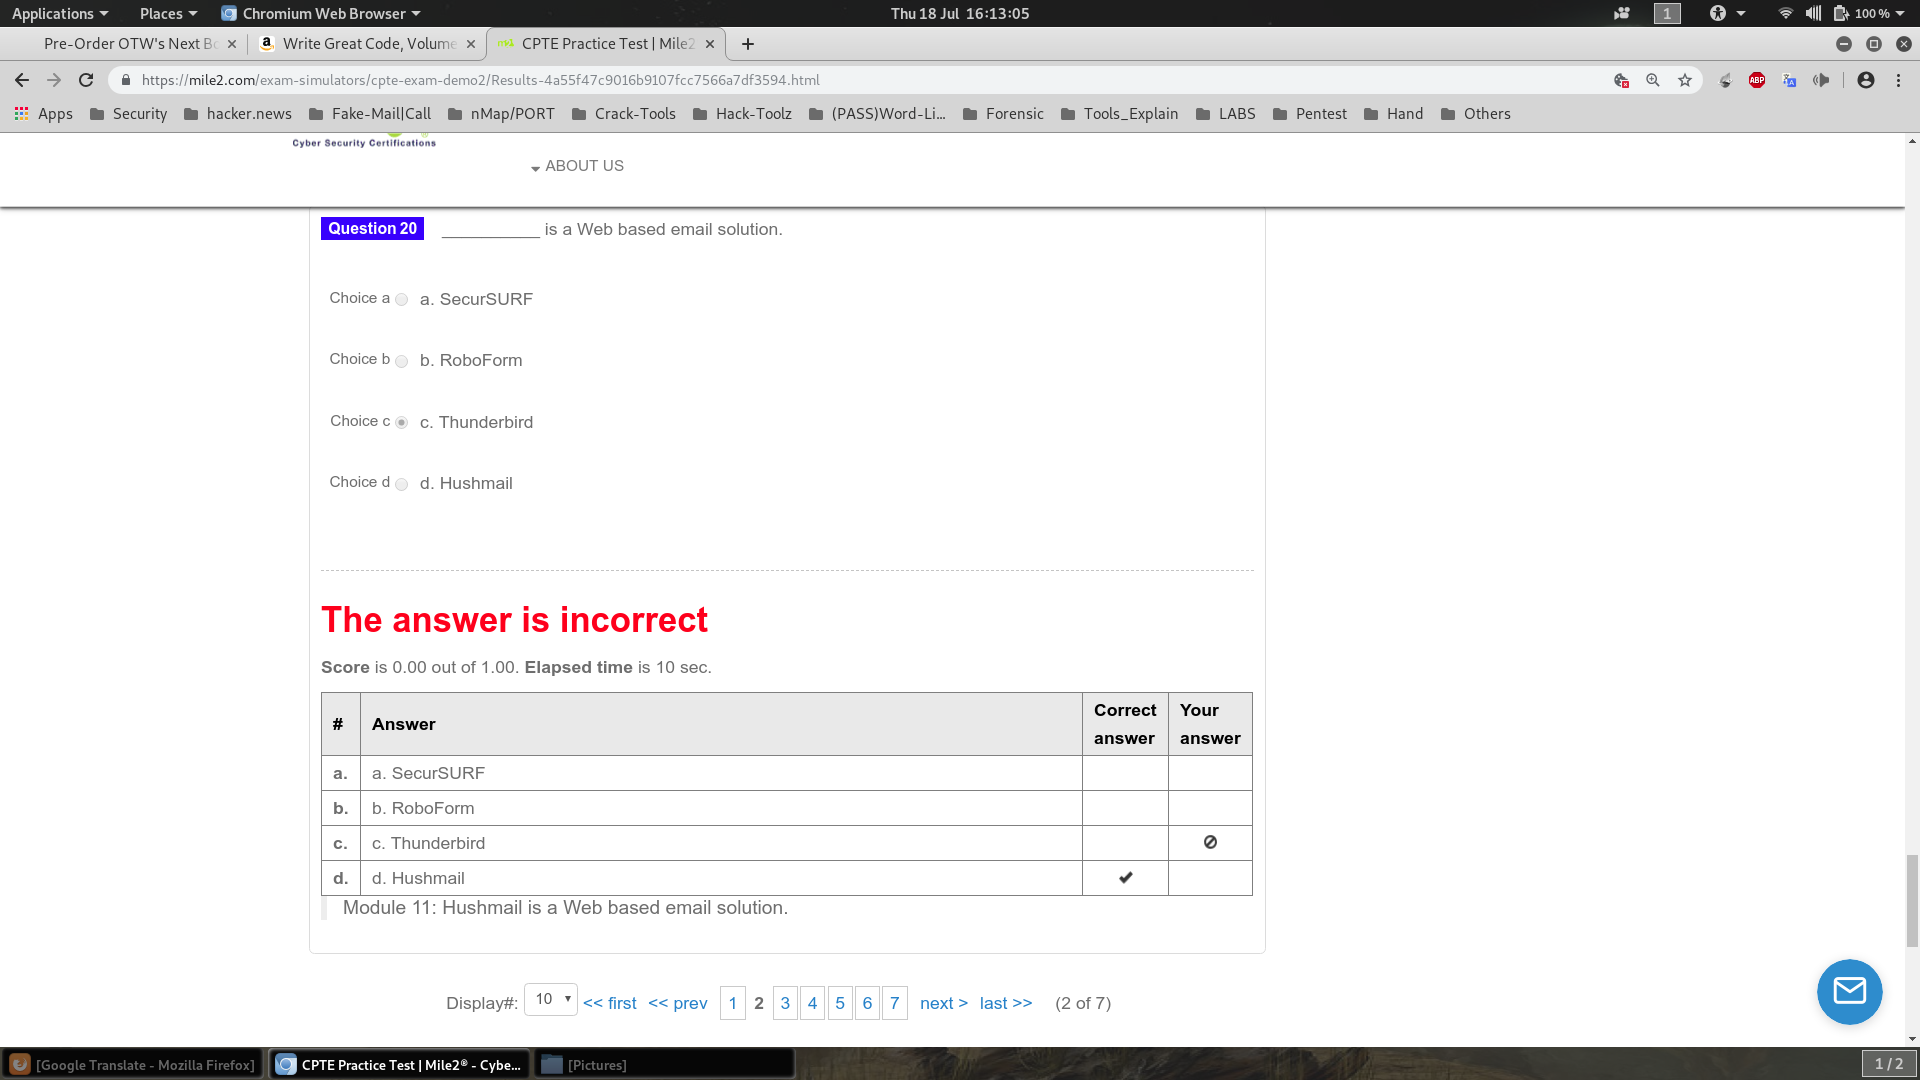 Applications Places Chromium Web Browser Thu 18 Jul 16:13:05 1 100 %
Pre-Order OTW's Next Bo Write Great Code, Volume CPTE Practice Test | Mile2
https://mile2.com/exam-simulators/cpte-exam-demo2/Results-4a55f47c9016b9107fcc7566a7df3594.html ABP
Apps Security hacker.news Fake-Mail|Call nMap/PORT Crack-Tools Hack-Toolz (PASS)Word-Li... Forensic Tools_Explain LABS Pentest Hand Others
Cyber Security Certifications
ABOUT US
Question 20 __________ is a Web based email solution.
Choice a a. SecurSURF
Choice b b. RoboForm
Choice c c. Thunderbird
Choice d d. Hushmail
The answer is incorrect
Score is 0.00 out of 1.00. Elapsed time is 10 sec.
# Answer Correct answer Your answer
a. a. SecurSURF
b. b. RoboForm
c. c. Thunderbird
d. d. Hushmail
Module 11: Hushmail is a Web based email solution.
Display#: 10 << first << prev 1 2 3 4 5 6 7 next > last >> (2 of 7)
[Google Translate - Mozilla Firefox] CPTE Practice Test | Mile2® - Cybe... [Pictures] 1 / 2